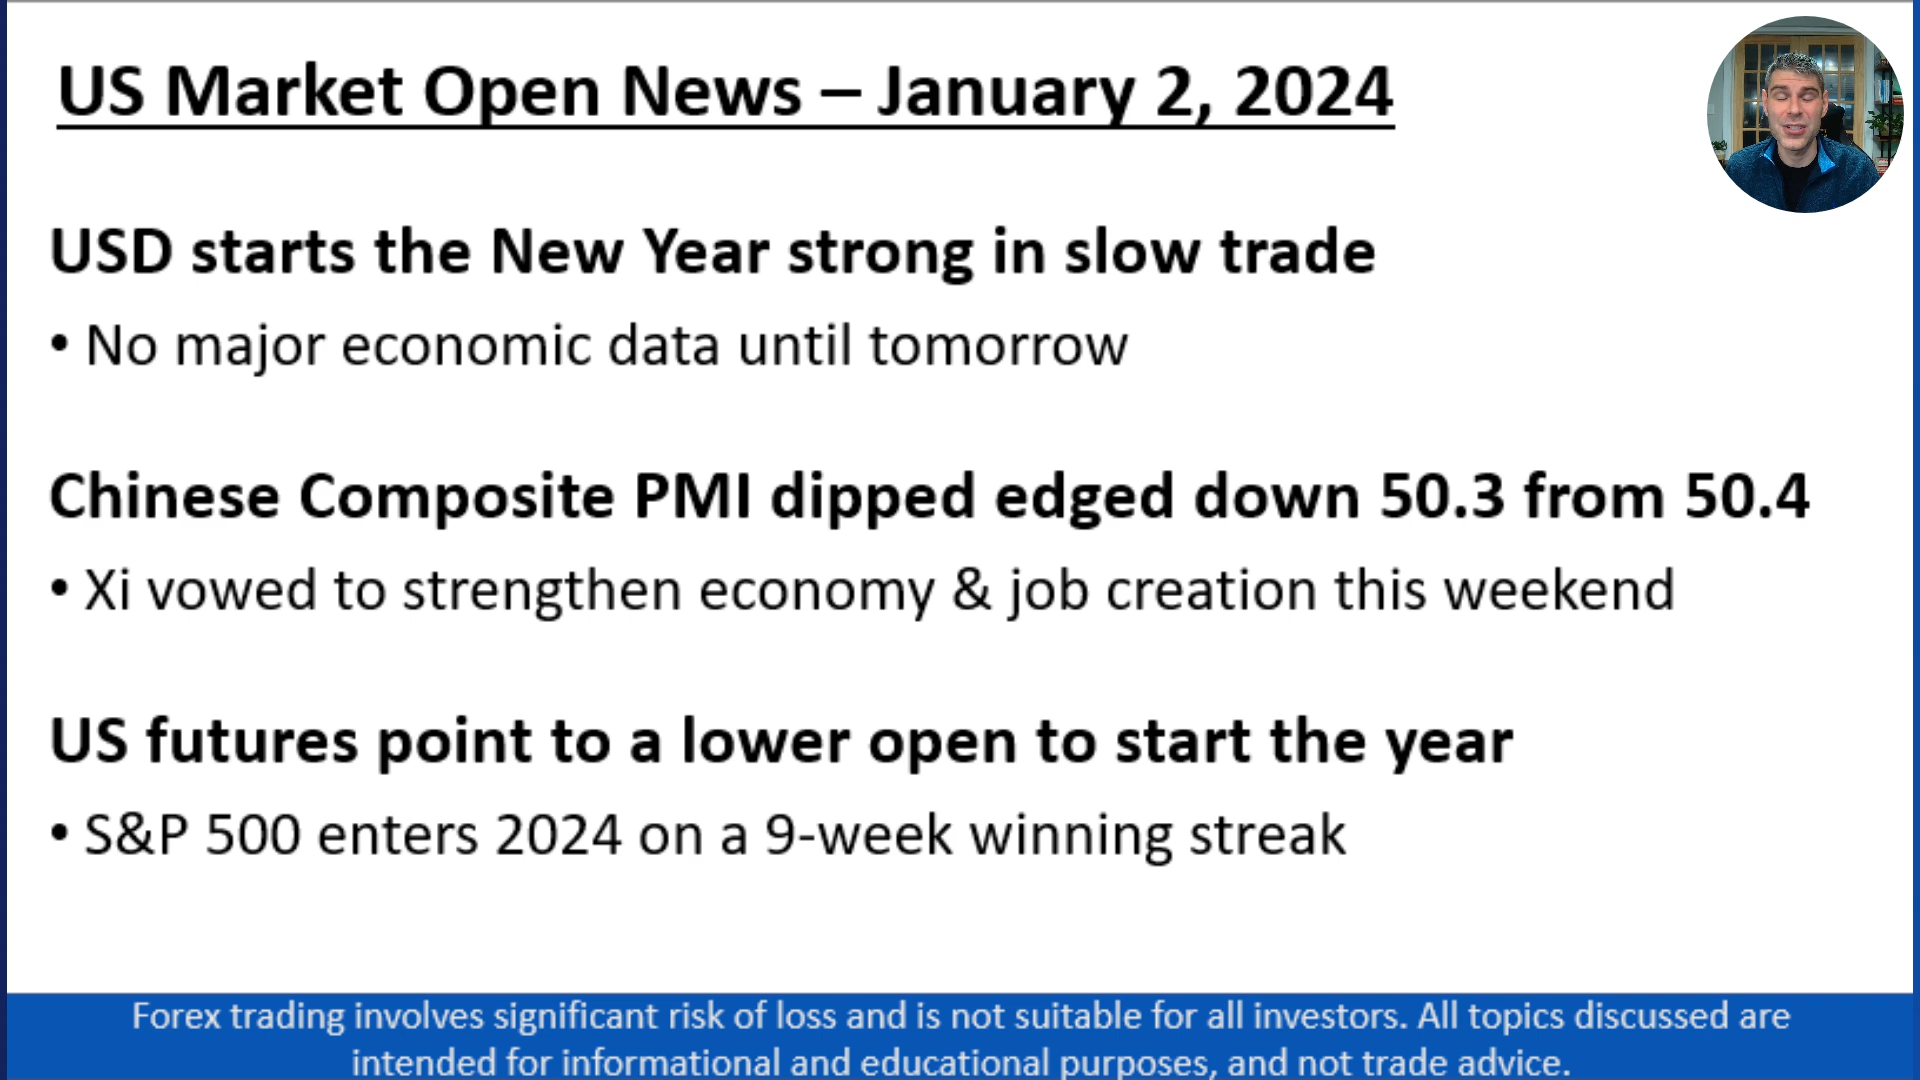 US Market Open News – January 2, 2024
USD starts the New Year strong in slow trade
• No major economic data until tomorrow
Chinese Composite PMI dipped edged down 50.3 from 50.4
• Xi vowed to strengthen economy & job creation this weekend
US futures point to a lower open to start the year
• S&P 500 enters 2024 on a 9-week winning streak
Forex trading involves significant risk of loss and is not suitable for all investors. All topics discussed are
intended for informational and educational purposes, and not trade advice.